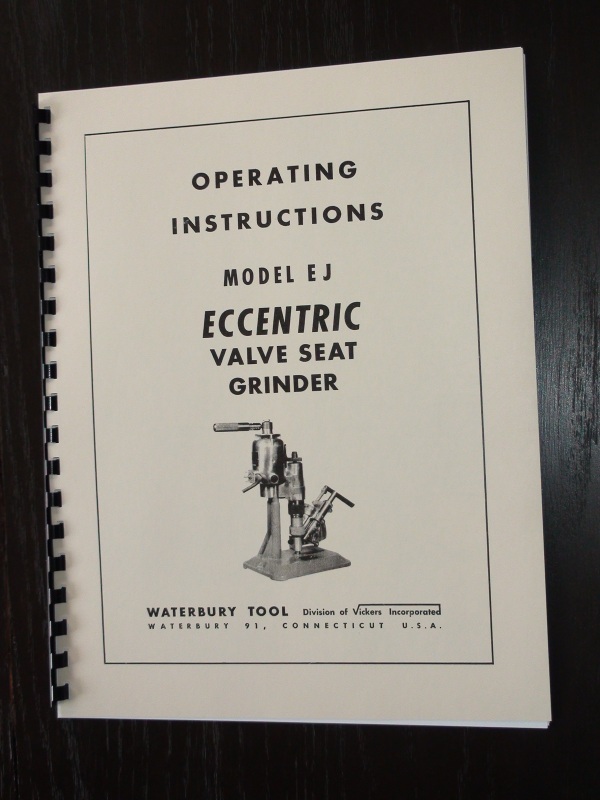 OPERATING
INSTRUCTIONS
MODEL EJ
ECCENTRIC
VALVE SEAT
GRINDER
WATERBURY TOOL Division of Vickers Incorporated
WATERBURY 91, CONNECTICUT U.S.A.